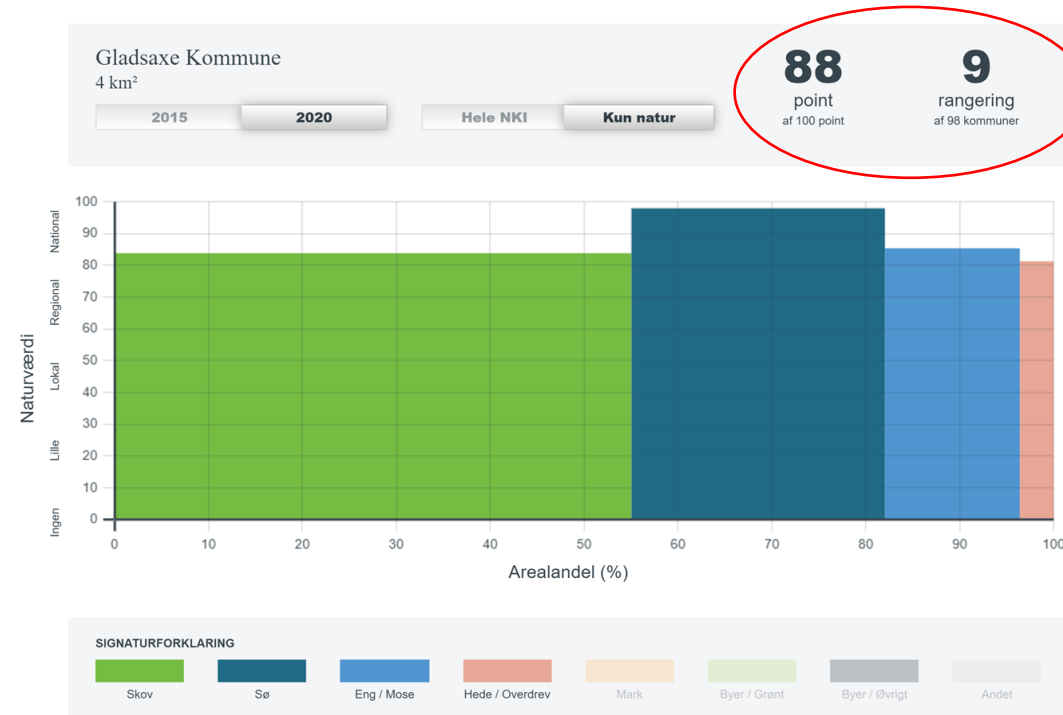 Gladsaxe Kommune
4 km²
2015
2020
Hele NKI
Kun natur
88
point
af 100 point
9
rangering
af 98 kommuner
Naturværdi
National
Regional
Lokal
Lille
Ingen
100
90
80
70
60
50
40
30
20
10
0
0 10 20 30 40 50 60 70 80 90 100
Arealandel (%)
SIGNATURFORKLARING
Skov
Sø
Eng / Mose
Hede / Overdrev
Mark
Byer / Grønt
Byer / Øvrigt
Andet